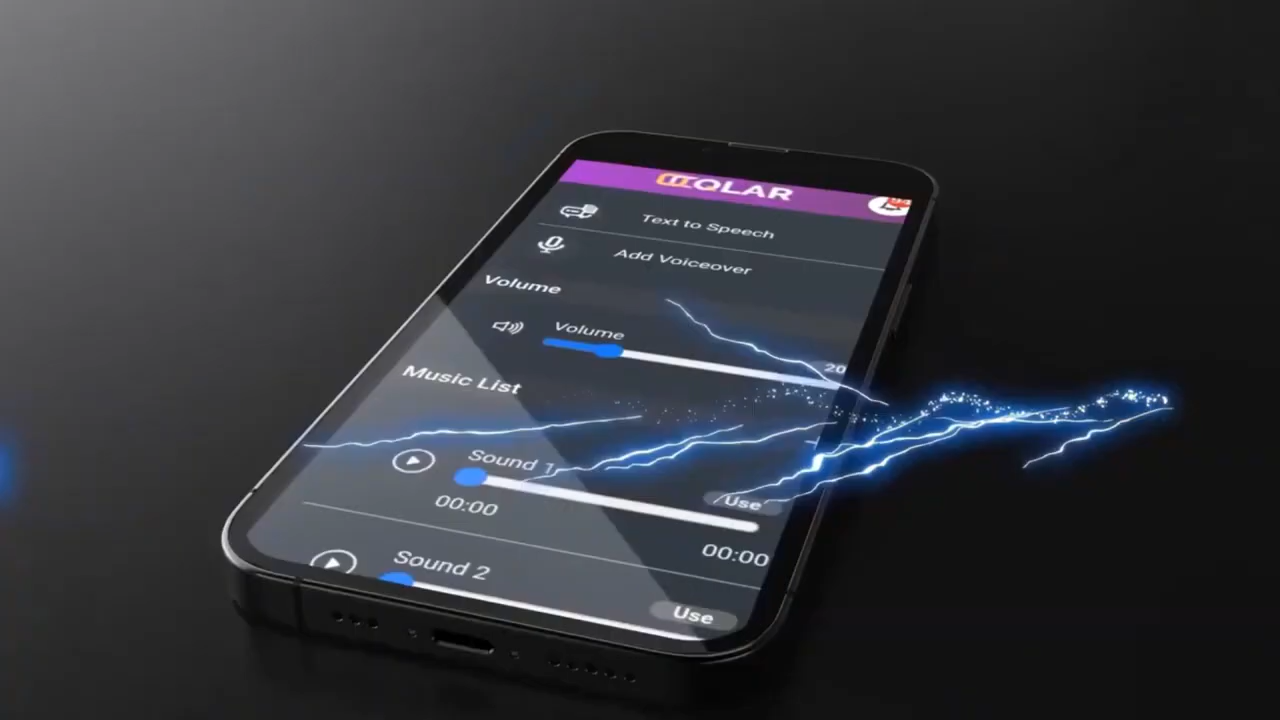 QLAR
Text to Speech
Add Voiceover
Volume
Volume
20
Music List
Sound 1
Use
00:00
00:00
Sound 2
Use